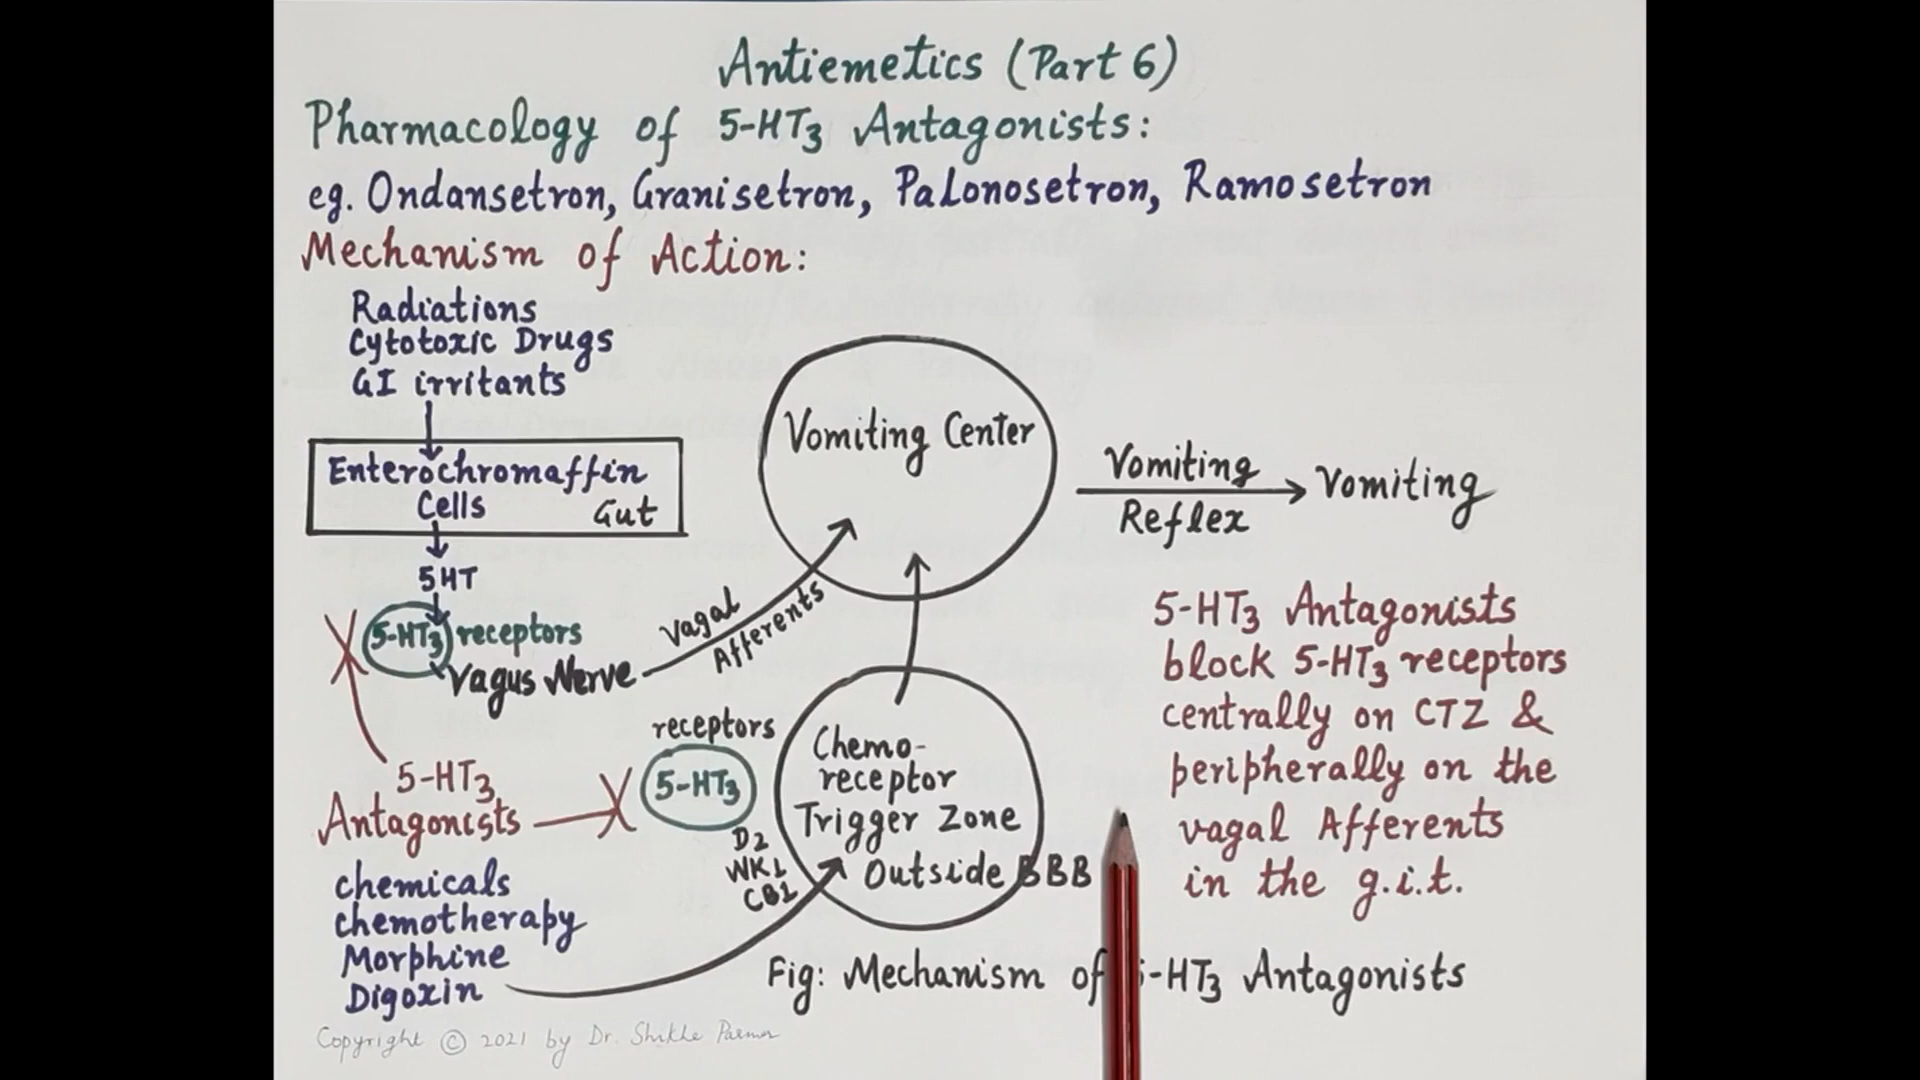 Antiemetics (Part 6)
Pharmacology of 5-HT3 Antagonists:
eg. Ondansetron, Granisetron, Palonosetron, Ramosetron
Mechanism of Action:
Radiations
Cytotoxic Drugs
GI irritants
Enterochromaffin
Cells Gut
5HT
5-HT3 receptors
Vagus Nerve
Vagal
Afferents
Vomiting Center
Vomiting
Reflex
Vomiting
receptors
5-HT3
D2
NK1
CB1
Chemo-
receptor
Trigger Zone
Outside BBB
5-HT3
Antagonists
chemicals
chemotherapy
Morphine
Digoxin
5-HT3 Antagonists
block 5-HT3 receptors
centrally on CTZ &
peripherally on the
vagal Afferents
in the g.i.t.
Fig: Mechanism of 5-HT3 Antagonists
Copyright © 2021 by Dr. Shikha Parmar